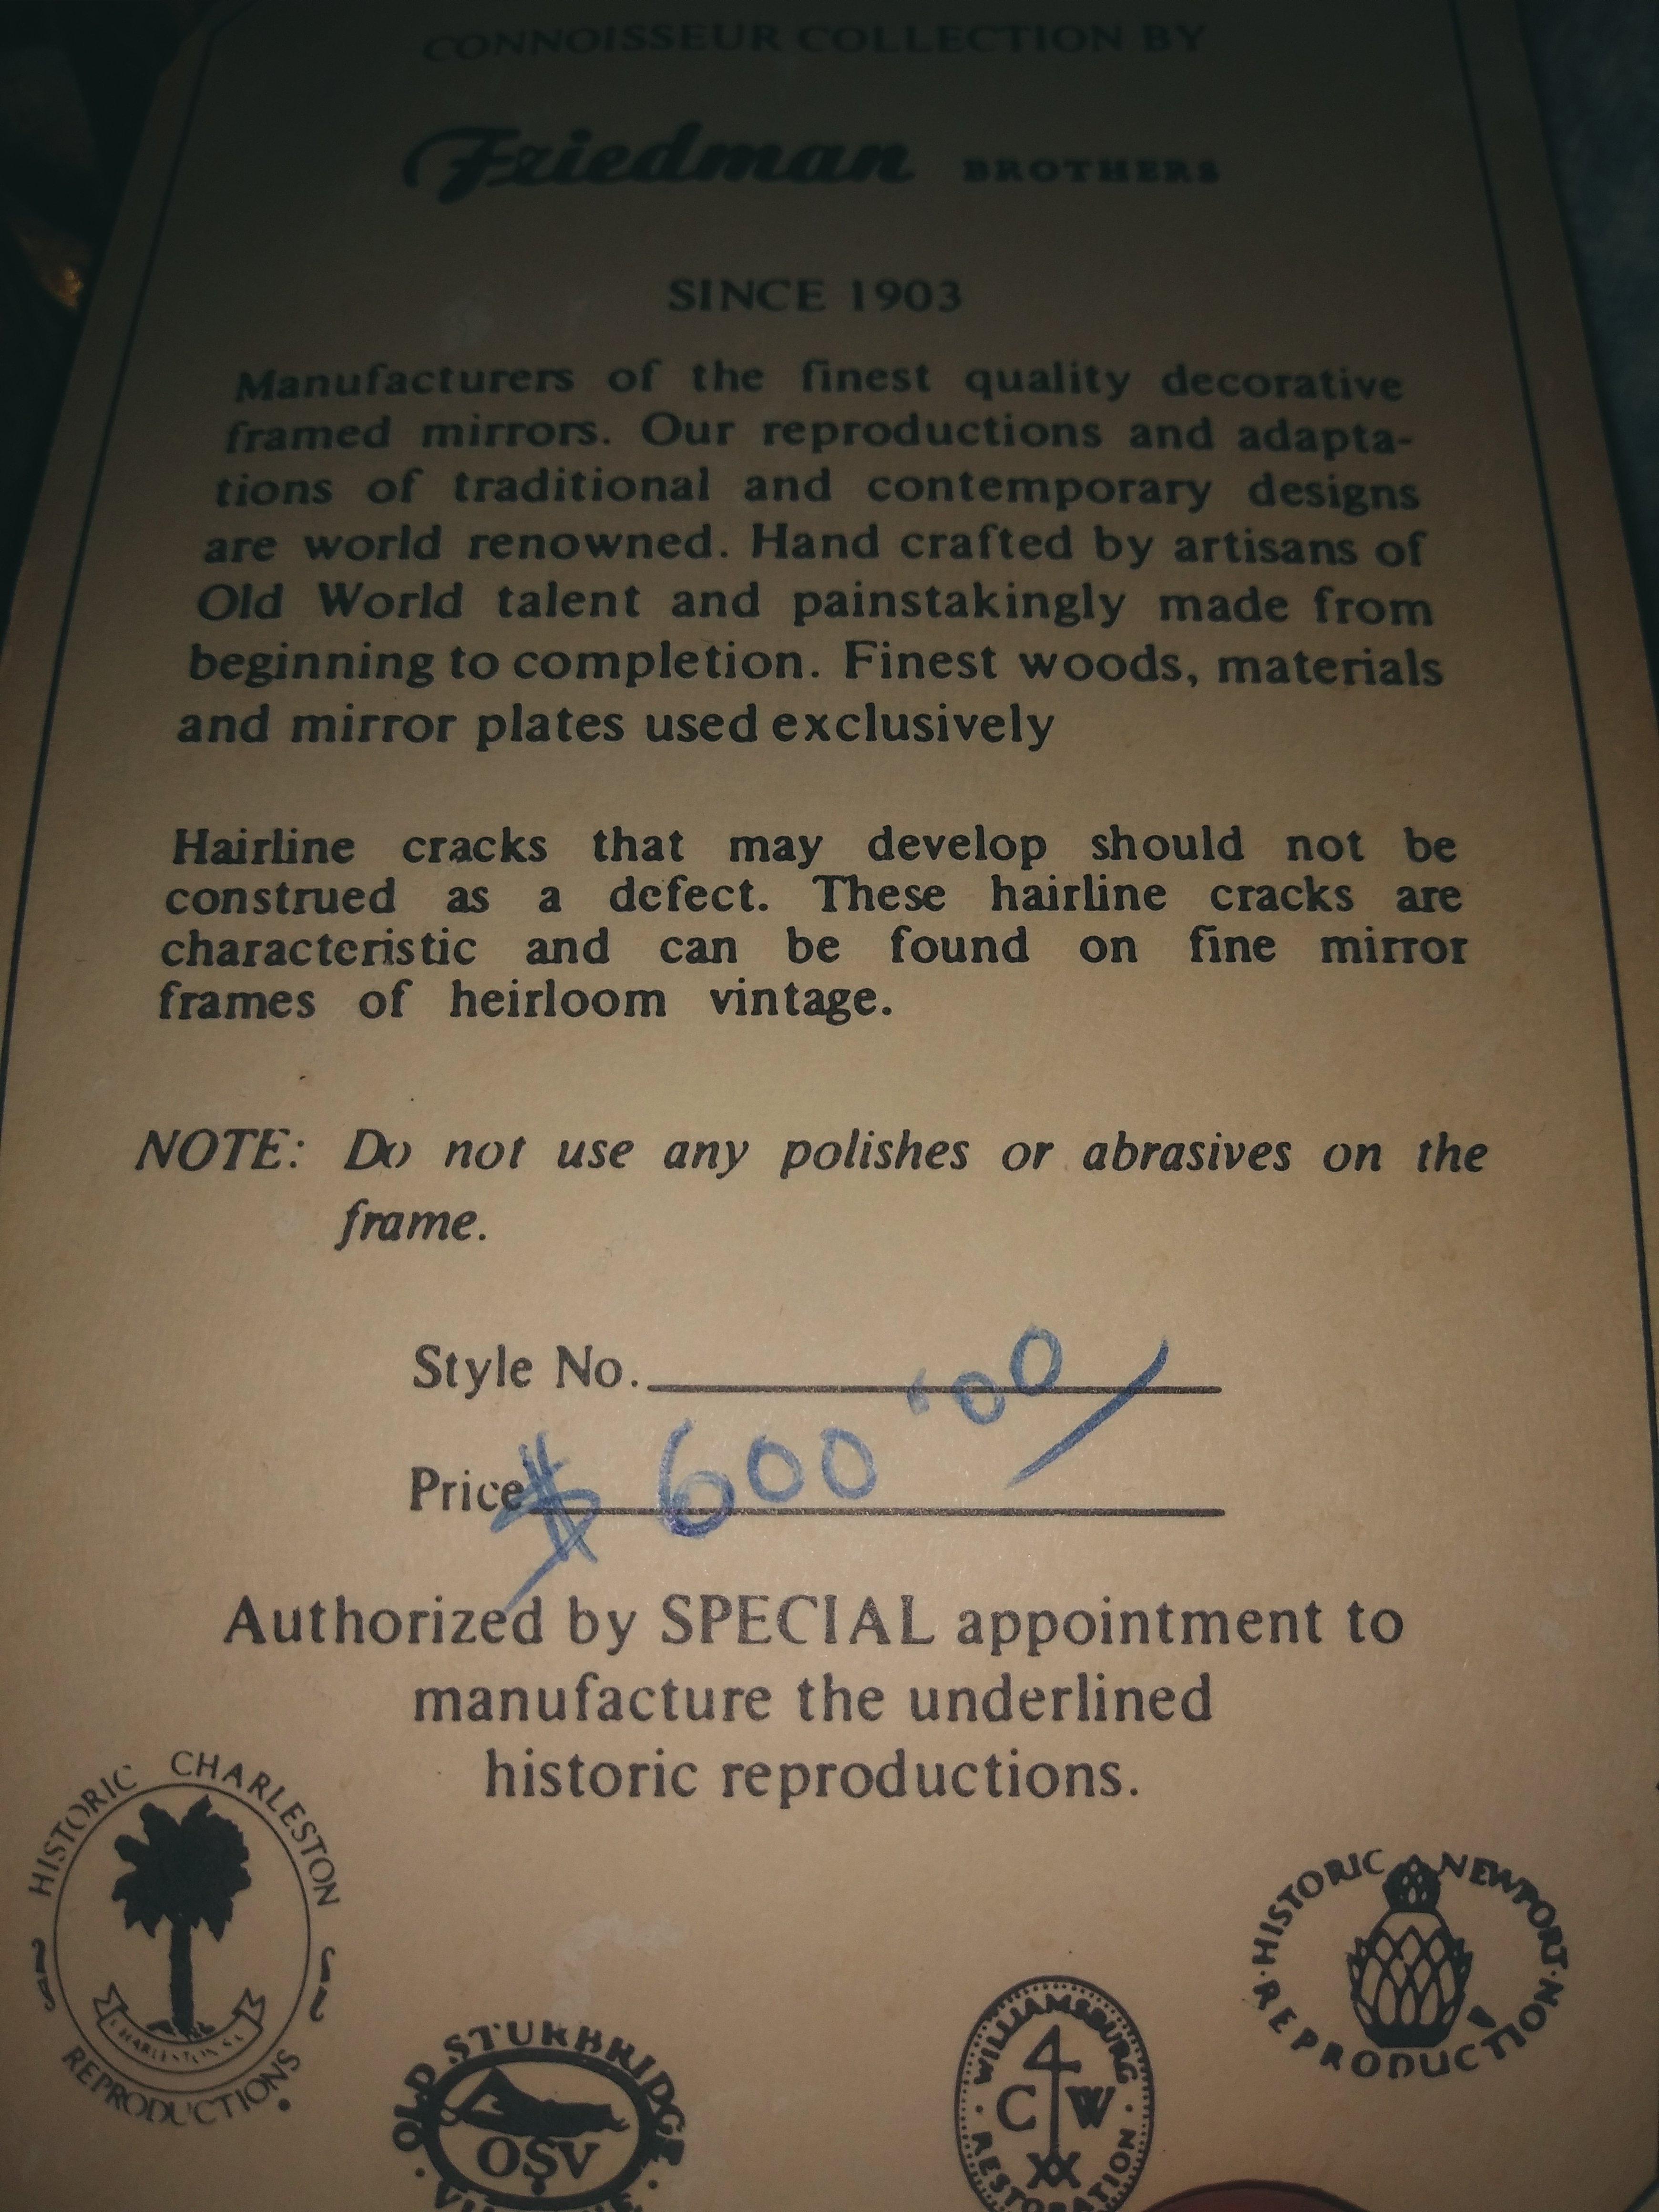 CONNOISSEUR COLLECTION BY
Friedman BROTHERS
SINCE 1903
Manufacturers of the finest quality decorative
framed mirrors. Our reproductions and adapta-
tions of traditional and contemporary designs
are world renowned. Hand crafted by artisans of
Old World talent and painstakingly made from
beginning to completion. Finest woods, materials
and mirror plates used exclusively
Hairline cracks that may develop should not be
construed as a defect. These hairline cracks are
characteristic and can be found on fine mirror
frames of heirloom vintage.
NOTE: Do not use any polishes or abrasives on the
frame.
Style No.
Price $ 600.00
Authorized by SPECIAL appointment to
manufacture the underlined
historic reproductions.
HISTORIC CHARLESTON
REPRODUCTIONS
OLD STURBRIDGE
OSV
WILLIAMSBURG
CW
RESTORATION
HISTORIC NEWPORT
REPRODUCTION